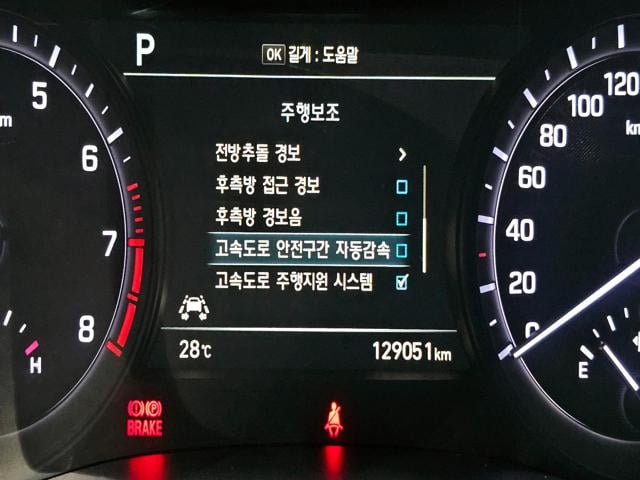 P
OK 길게 : 도움말
주행보조
전방추돌 경보
후측방 접근 경보
후측방 경보음
고속도로 안전구간 자동감속
고속도로 주행지원 시스템
28℃
129051km
5
6
7
8
H
120
100
80
60
40
20
0
E
(P)
BRAKE